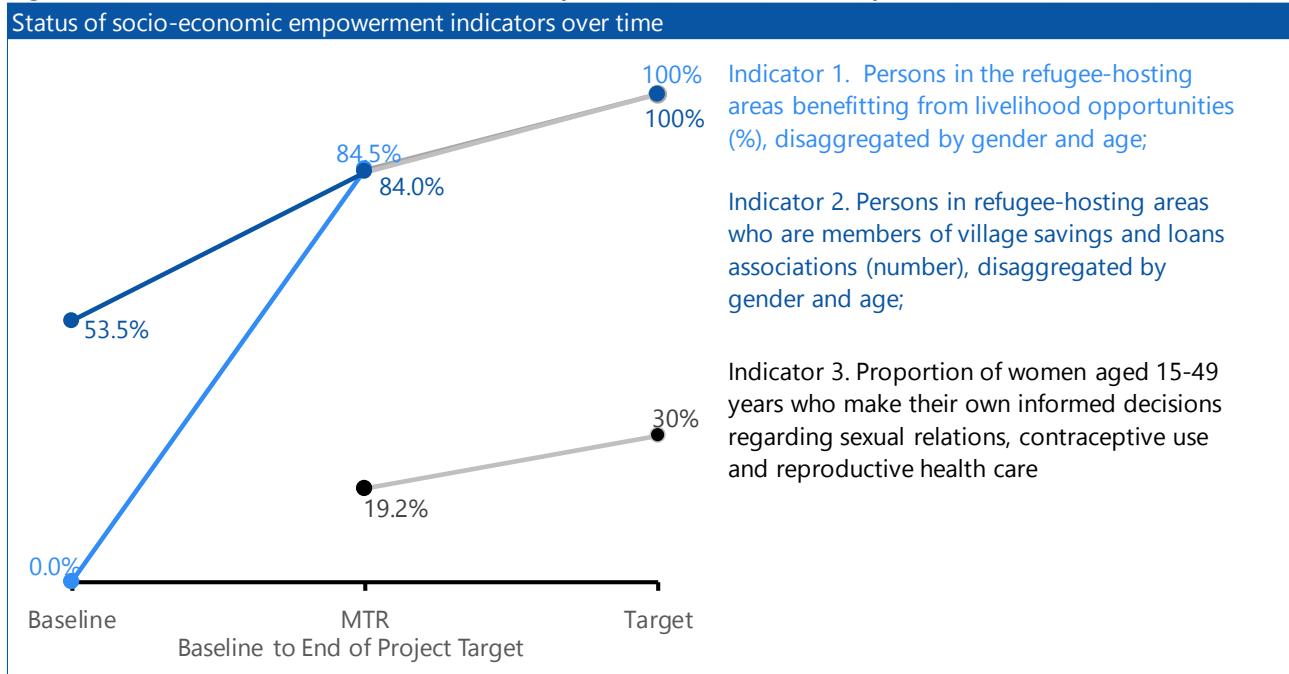 Status of socio-economic empowerment indicators over time
100%
100%
84.5%
84.0%
53.5%
30%
19.2%
0.0%
Baseline
MTR
Target
Baseline to End of Project Target
Indicator 1. Persons in the refugee-hosting
areas benefitting from livelihood opportunities
(%), disaggregated by gender and age;
Indicator 2. Persons in refugee-hosting areas
who are members of village savings and loans
associations (number), disaggregated by
gender and age;
Indicator 3. Proportion of women aged 15-49
years who make their own informed decisions
regarding sexual relations, contraceptive use
and reproductive health care